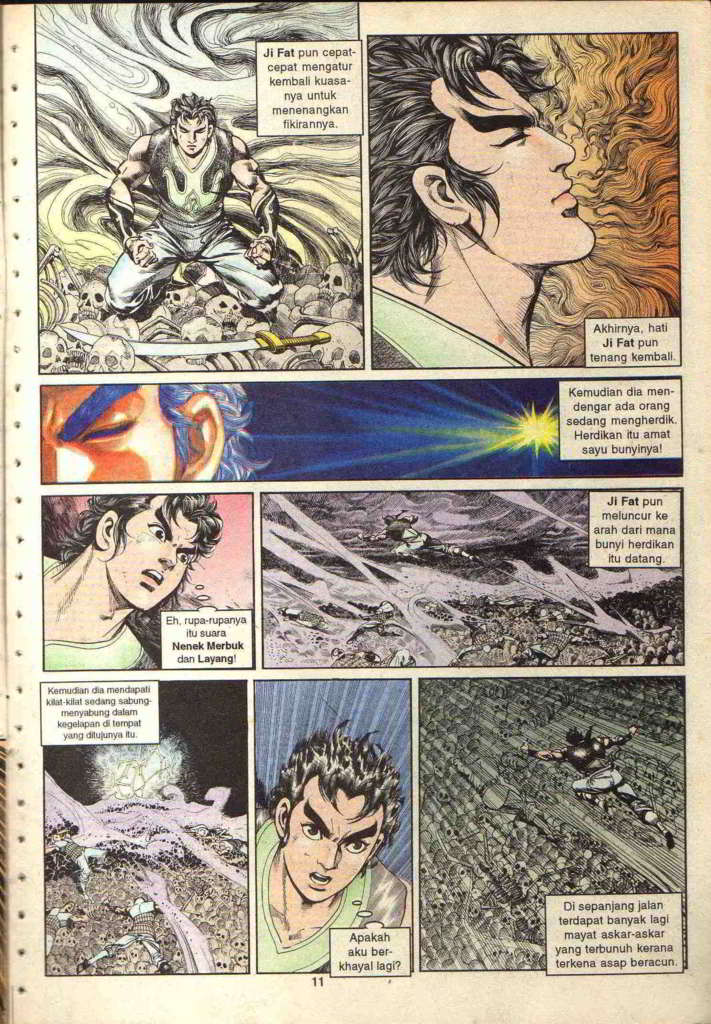 Ji Fat pun cepat-
cepat mengatur
kembali kuasa-
nya untuk
menenangkan
fikirannya.
Akhirnya, hati
Ji Fat pun
tenang kembali.
Kemudian dia men-
dengar ada orang
sedang mengherdik.
Herdikan itu amat
sayu bunyinya!
Eh, rupa-rupanya
itu suara
Nenek Merbuk
dan Layang!
Ji Fat pun
meluncur ke
arah dari mana
bunyi herdikan
itu datang.
Kemudian dia mendapati
kilat-kilat sedang sabung-
menyabung dalam
kegelapan di tempat
yang ditujunya itu.
Apakah
aku ber-
khayal lagi?
Di sepanjang jalan
terdapat banyak lagi
mayat askar-askar
yang terbunuh kerana
terkena asap beracun.
11